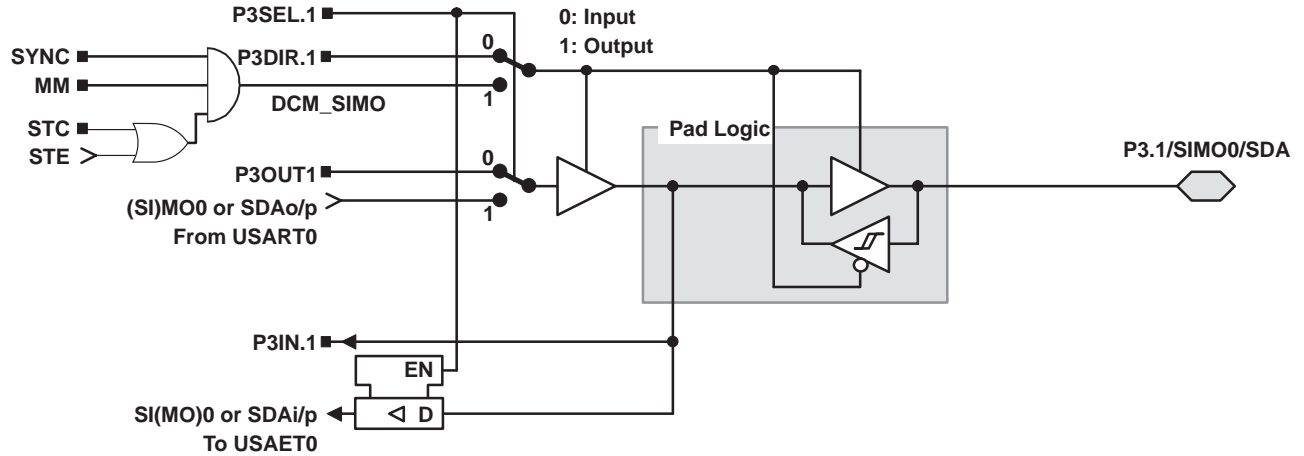 P3SEL.1
0: Input
1: Output
SYNC
P3DIR.1
0
MM
1
DCM_SIMO
STC
STE
Pad Logic
P3.1/SIMO0/SDA
0
P3OUT1
(SI)MO0 or SDAo/p
1
From USART0
P3IN.1
EN
SI(MO)0 or SDAi/p
D
To USAET0